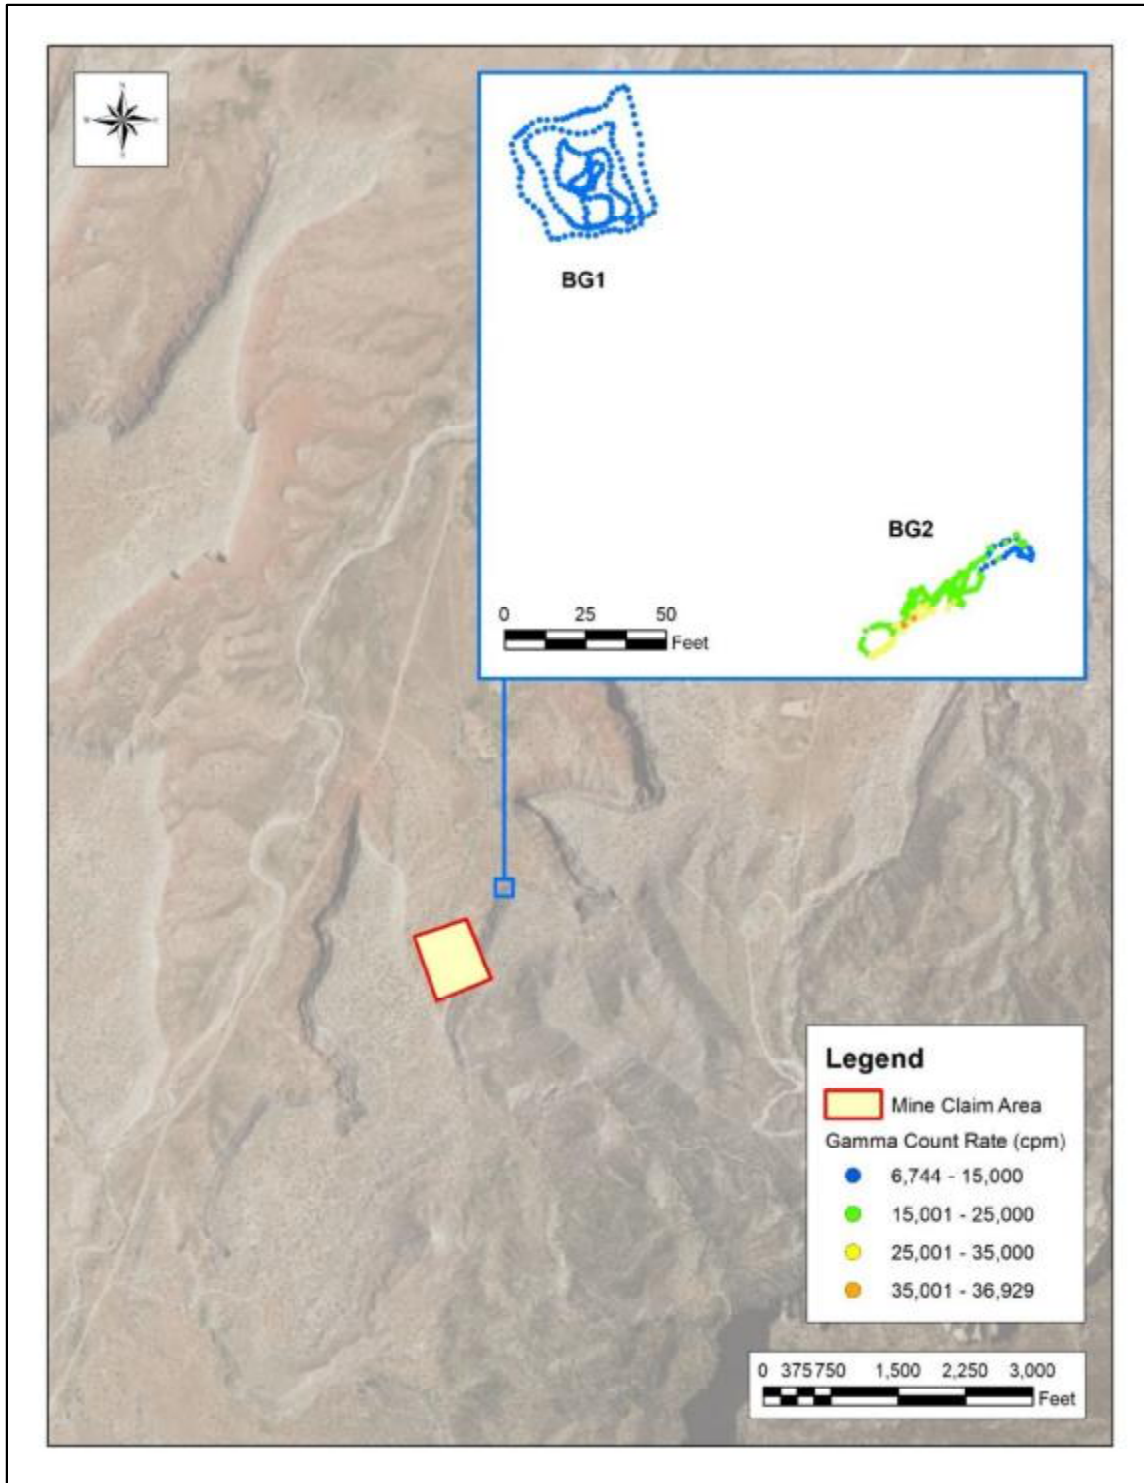 BG1
BG2
0 25 50
Feet
Legend
Mine Claim Area
Gamma Count Rate (cpm)
6,744 - 15,000
15,001 - 25,000
25,001 - 35,000
35,001 - 36,929
0 375 750 1,500 2,250 3,000
Feet